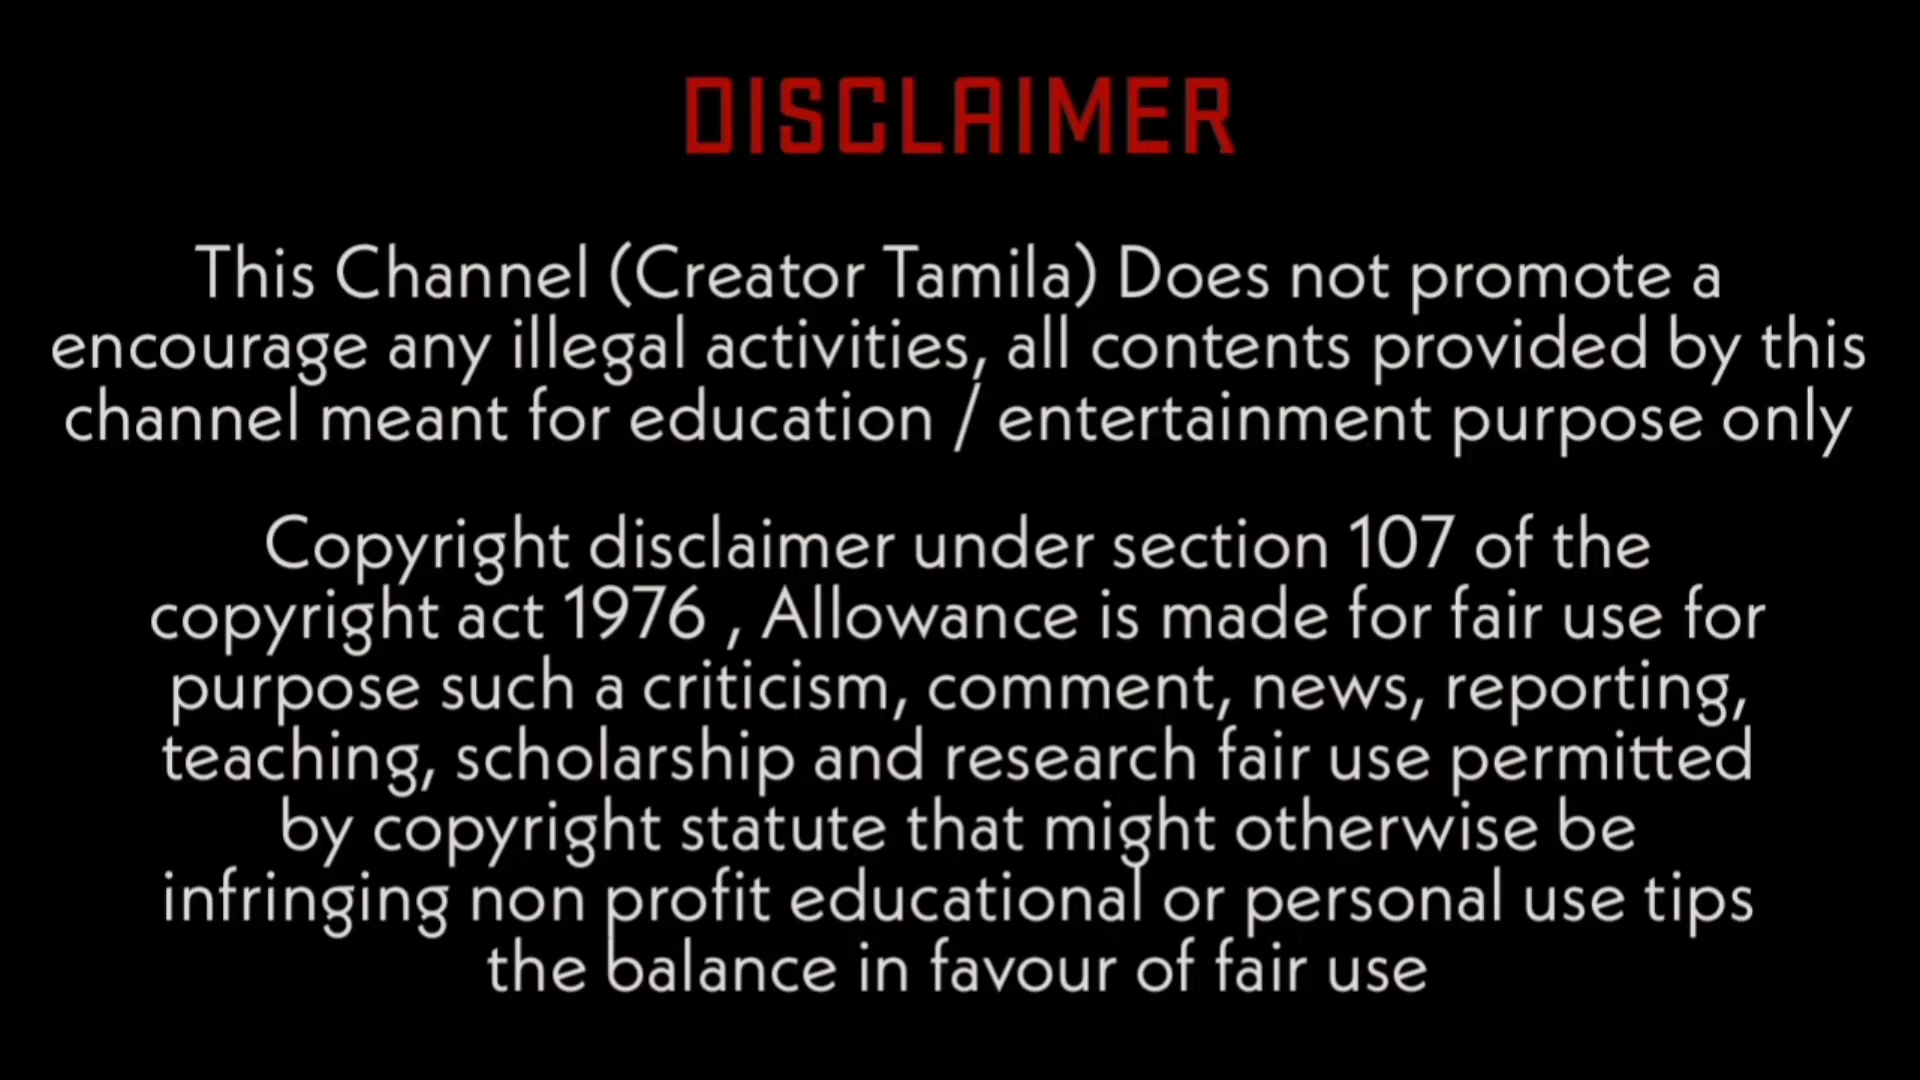 DISCLAIMER
This Channel (Creator Tamila) Does not promote a
encourage any illegal activities, all contents provided by this
channel meant for education / entertainment purpose only
Copyright disclaimer under section 107 of the
copyright act 1976 , Allowance is made for fair use for
purpose such a criticism, comment, news, reporting,
teaching, scholarship and research fair use permitted
by copyright statute that might otherwise be
infringing non profit educational or personal use tips
the balance in favour of fair use